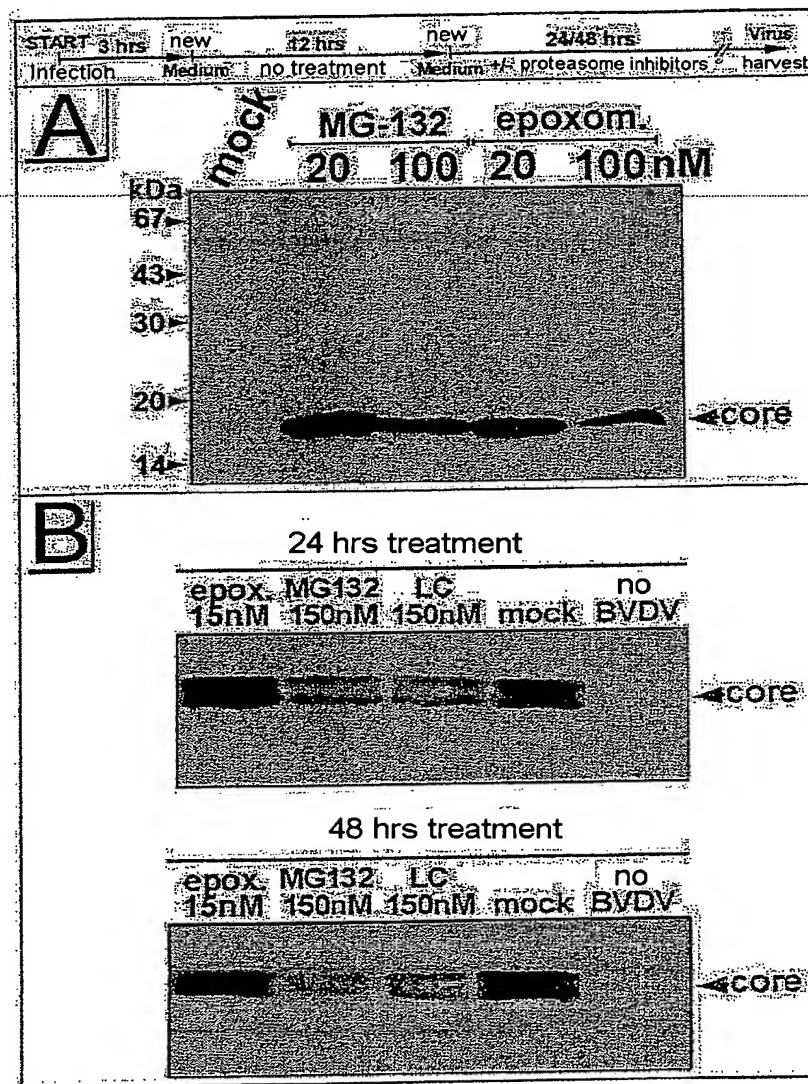 START 3 hrs new 12 hrs new 24/48 hrs Virus
Infection Medium no treatment Medium +/- proteasome inhibitors // harvest
A
mock MG-132 epoxom.
20 100 20 100 nM
kDa
67
43
30
20
14
core
B
24 hrs treatment
epox. MG132 LC mock no
15nM 150nM 150nM BVDV
core
48 hrs treatment
epox. MG132 LC mock no
15nM 150nM 150nM BVDV
core